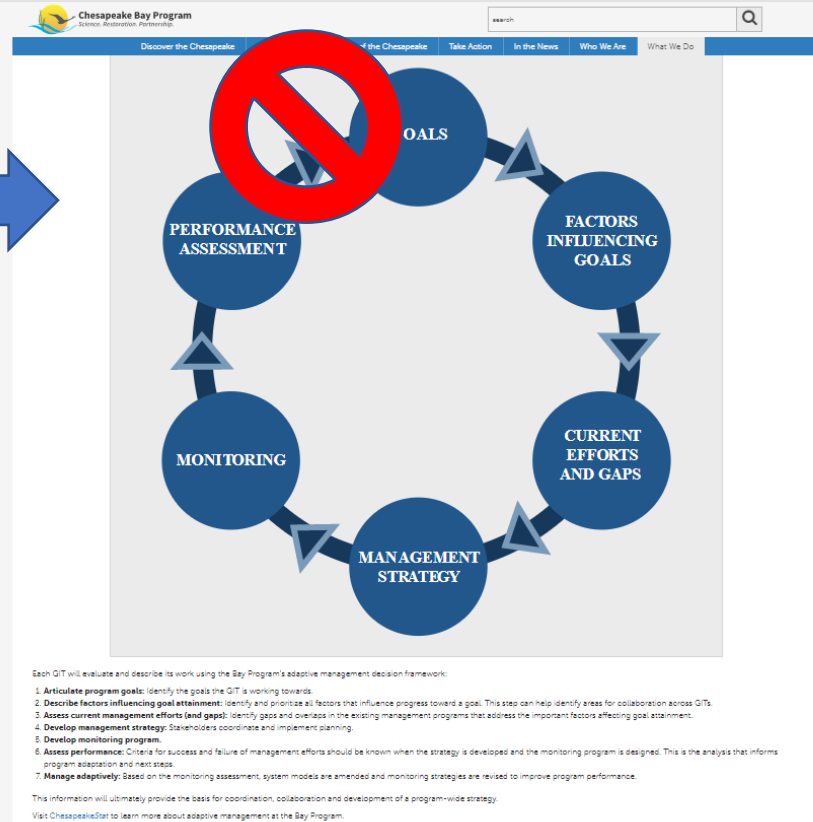 Chesapeake Bay Program
Science. Restoration. Partnership.
search
Discover the Chesapeake
of the Chesapeake
Take Action
In the News
Who We Are
What We Do
OALS
FACTORS
INFLUENCING
GOALS
CURRENT
EFFORTS
AND GAPS
MANAGEMENT
STRATEGY
MONITORING
PERFORMANCE
ASSESSMENT
Each GIT will evaluate and describe its work using the Bay Program's adaptive management decision framework:
1. Articulate program goals: Identify the goals the GIT is working towards.
2. Describe factors influencing goal attainment: Identify and prioritize all factors that influence progress toward a goal. This step can help identify areas for collaboration across GITs.
3. Assess current management efforts (and gaps): Identify gaps and overlaps in the existing management programs that address the important factors affecting goal attainment.
4. Develop management strategy: Stakeholders coordinate and implement planning.
5. Develop monitoring program.
6. Assess performance: Criteria for success and failure of management efforts should be known when the strategy is developed and the monitoring program is designed. This is the analysis that informs
program adaptation and next steps.
7. Manage adaptively: Based on the monitoring assessment, system models are amended and monitoring strategies are revised to improve program performance.
This information will ultimately provide the basis for coordination, collaboration and development of a program-wide strategy.
Visit ChesapeakeStat to learn more about adaptive management at the Bay Program.